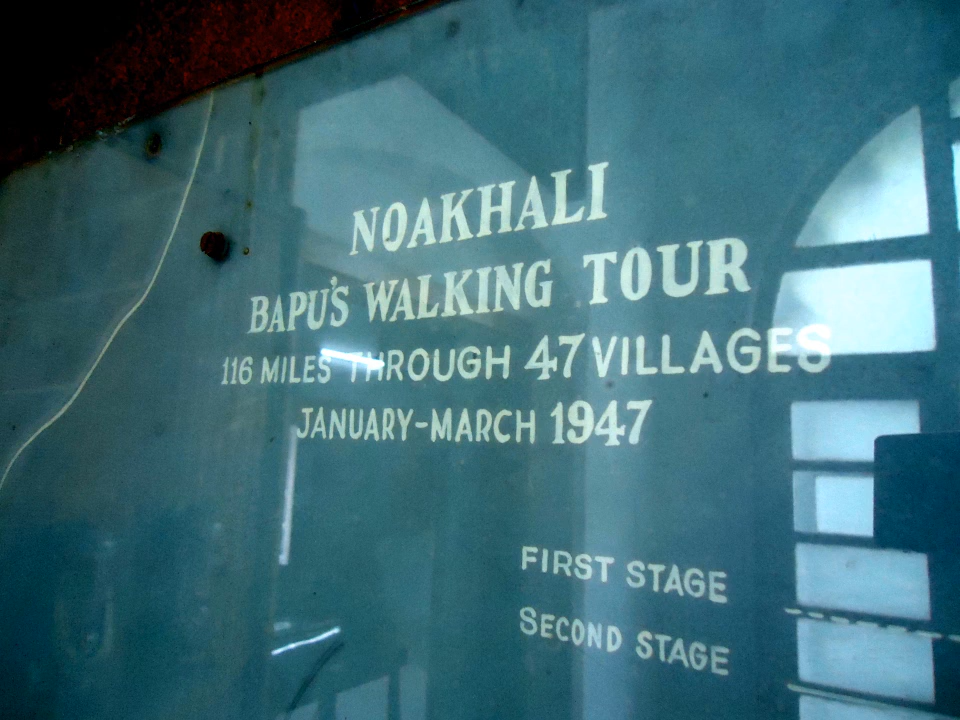 NOAKHALI
BAPU'S WALKING TOUR
116 MILES THROUGH 47 VILLAGES
JANUARY-MARCH 1947
FIRST STAGE
SECOND STAGE